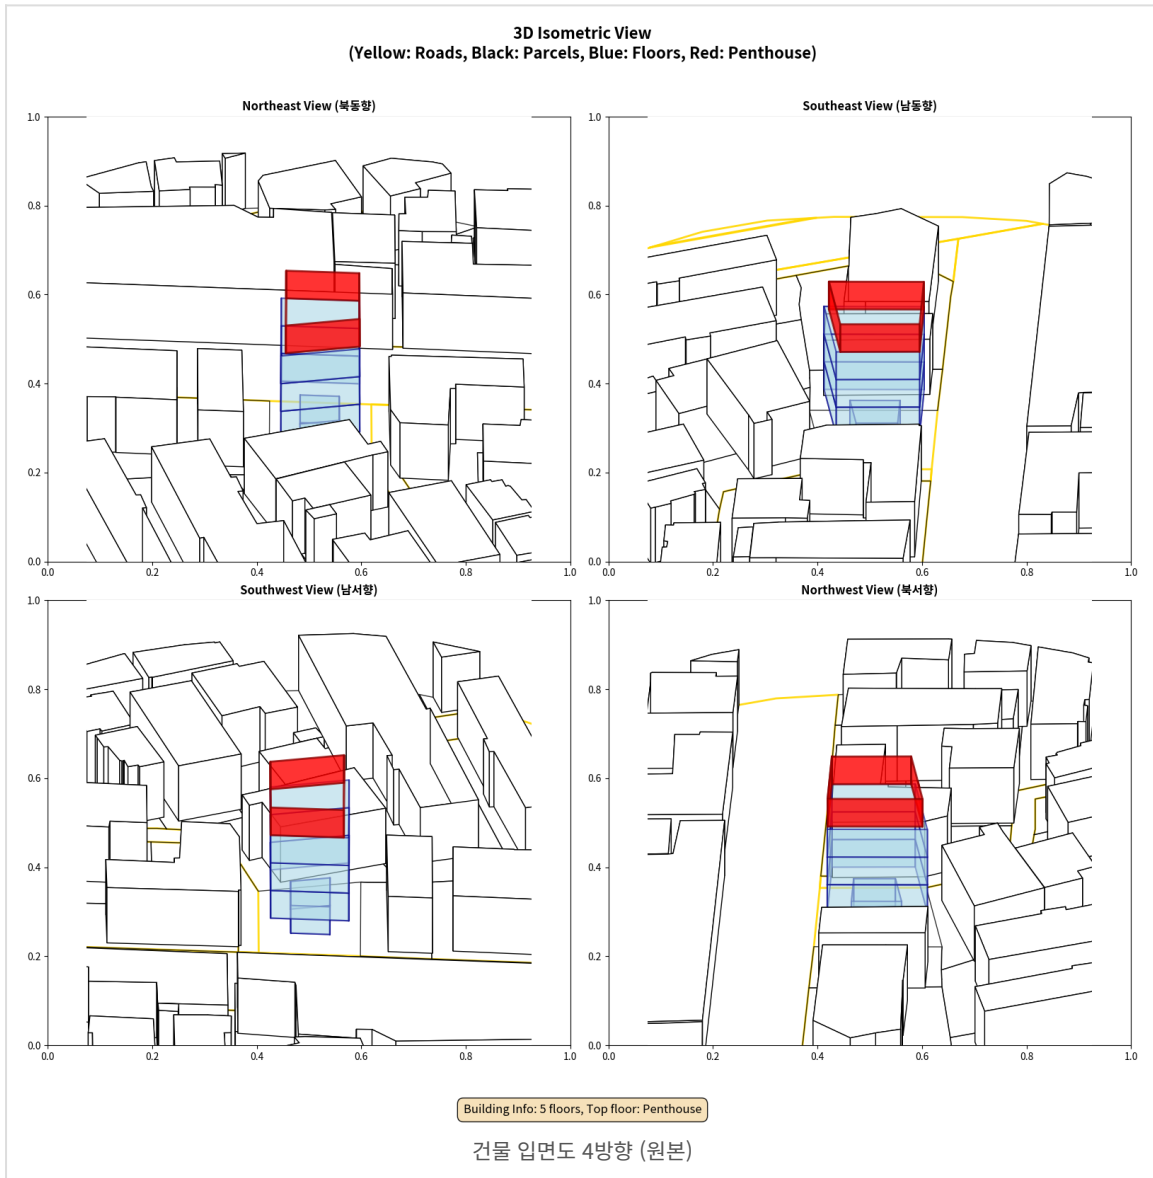 3D Isometric View
(Yellow: Roads, Black: Parcels, Blue: Floors, Red: Penthouse)
Northeast View (북동향)
1.0
0.8
0.6
0.4
0.2
0.0
0.0 0.2 0.4 0.6 0.8 1.0
Southeast View (남동향)
1.0
0.8
0.6
0.4
0.2
0.0
0.0 0.2 0.4 0.6 0.8 1.0
Southwest View (남서향)
1.0
0.8
0.6
0.4
0.2
0.0
0.0 0.2 0.4 0.6 0.8 1.0
Northwest View (북서향)
1.0
0.8
0.6
0.4
0.2
0.0
0.0 0.2 0.4 0.6 0.8 1.0
Building Info: 5 floors, Top floor: Penthouse
건물 입면도 4방향 (원본)